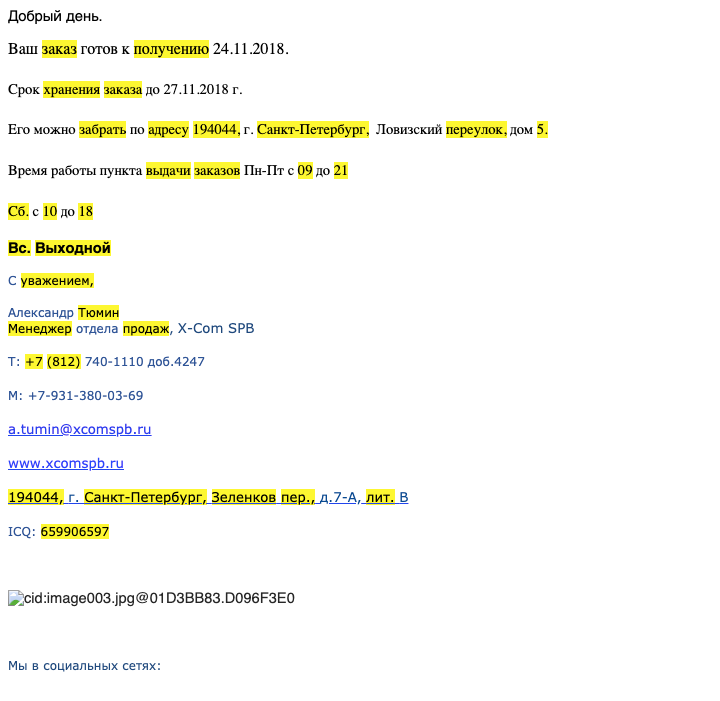 Добрый день.
Ваш заказ готов к получению 24.11.2018.
Срок хранения заказа до 27.11.2018 г.
Его можно забрать по адресу 194044, г. Санкт-Петербург, Ловизский переулок, дом 5.
Время работы пункта выдачи заказов Пн-Пт с 09 до 21
Сб. с 10 до 18
Вс. Выходной
С уважением,
Александр Тюмин
Менеджер отдела продаж, X-Com SPB
Т: +7 (812) 740-1110 доб.4247
М: +7-931-380-03-69
a.tumin@xcomspb.ru
www.xcomspb.ru
194044, г. Санкт-Петербург, Зеленков пер., д.7-А, лит. В
ICQ: 659906597
cid:image003.jpg@01D3BB83.D096F3E0
Мы в социальных сетях: